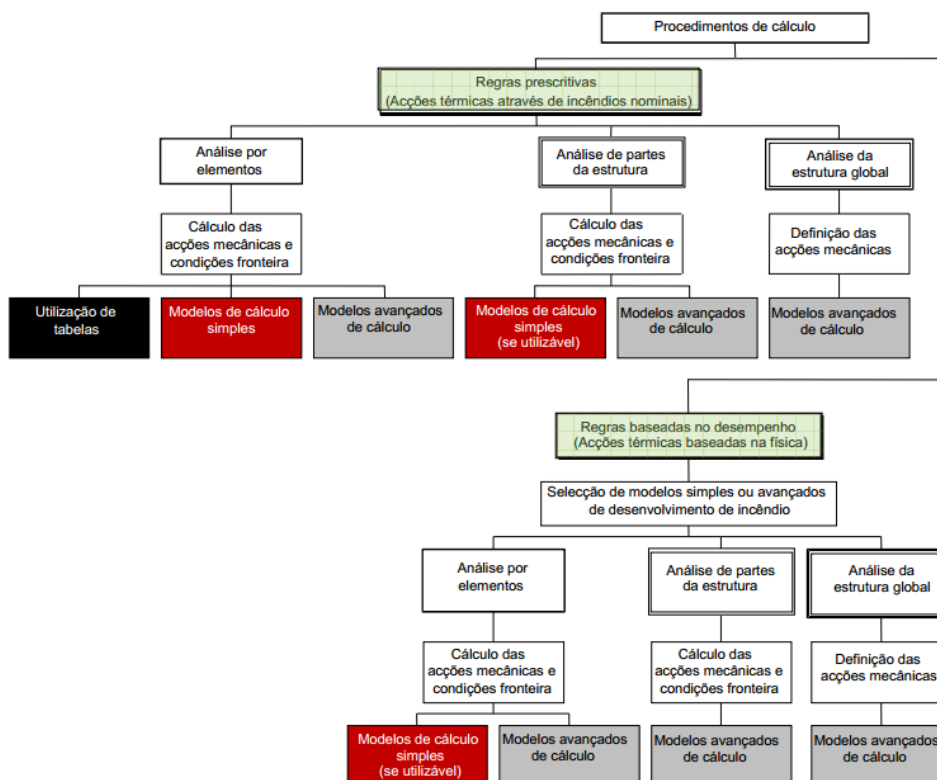 Procedimentos de cálculo
Regras prescritivas
(Acções térmicas através de incêndios nominais)
Análise por
elementos
Análise de partes
da estrutura
Análise da
estrutura global
Cálculo das
acções mecânicas e
condições fronteira
Cálculo das
acções mecânicas e
condições fronteira
Definição das
acções mecânicas
Utilização de
tabelas
Modelos de cálculo
simples
Modelos avançados
de cálculo
Modelos de cálculo
simples
(se utilizável)
Modelos avançados
de cálculo
Modelos avançados
de cálculo
Regras baseadas no desempenho
(Acções térmicas baseadas na física)
Selecção de modelos simples ou avançados
de desenvolvimento de incêndio
Análise por
elementos
Análise de partes
da estrutura
Análise da
estrutura global
Cálculo das
acções mecânicas e
condições fronteira
Cálculo das
acções mecânicas e
condições fronteira
Definição das
acções mecânicas
Modelos de cálculo
simples
(se utilizável)
Modelos avançados
de cálculo
Modelos avançados
de cálculo
Modelos avançados
de cálculo